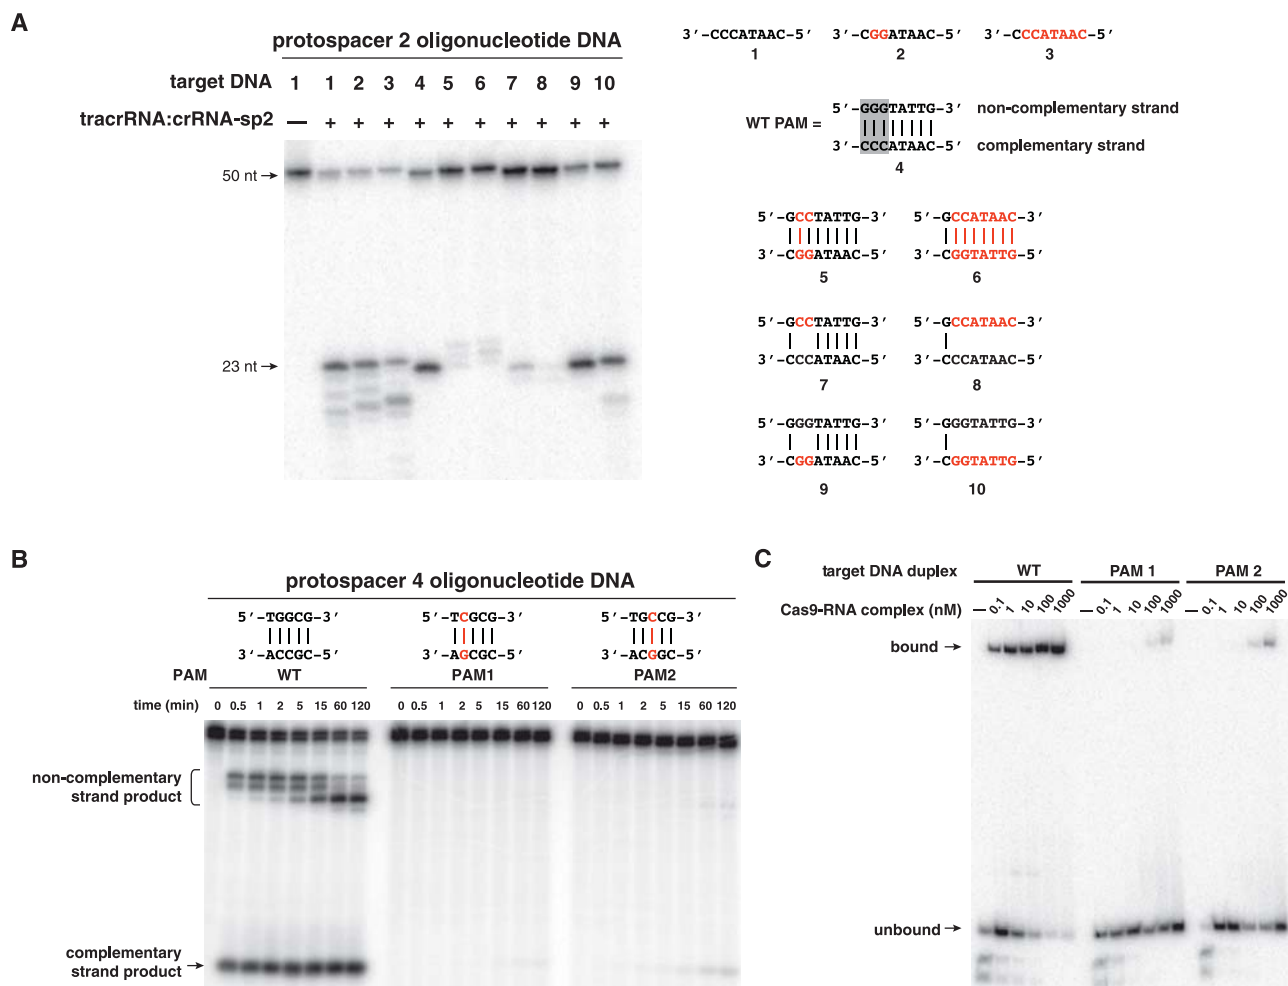 A
protospacer 2 oligonucleotide DNA
target DNA 1 1 2 3 4 5 6 7 8 9 10
tracrRNA:crRNA-sp2 — + + + + + + + + + +
50 nt →
23 nt →
3′-CCCATAAC-5′ 3′-CGGATAAC-5′ 3′-CCCATAAC-5′
1 2 3
5′-GGGTATTG-3′ non-complementary strand
WT PAM =
3′-CCCATAAC-5′ complementary strand
4
5′-GCCTATTG-3′ 5′-GCCATAAC-3′
3′-CGGATAAC-5′ 3′-CGGTATTG-5′
5 6
5′-GCCTATTG-3′ 5′-GCCATAAC-3′
3′-CCCATAAC-5′ 3′-CCCATAAC-5′
7 8
5′-GGGTATTG-3′ 5′-GGGTATTG-3′
3′-CGGATAAC-5′ 3′-CGGTATTG-5′
9 10
B
protospacer 4 oligonucleotide DNA
5′-TGGCG-3′ 5′-TCGCG-3′ 5′-TGCCG-3′
3′-ACCGC-5′ 3′-AGCGC-5′ 3′-ACGGC-5′
PAM WT PAM1 PAM2
time (min) 0 0.5 1 2 5 15 60 120 0 0.5 1 2 5 15 60 120 0 0.5 1 2 5 15 60 120
non-complementary
strand product
complementary
strand product →
C
target DNA duplex WT PAM 1 PAM 2
Cas9-RNA complex (nM) — 0.1 1 10 100 1000 — 0.1 1 10 100 1000 — 0.1 1 10 100 1000
bound →
unbound →